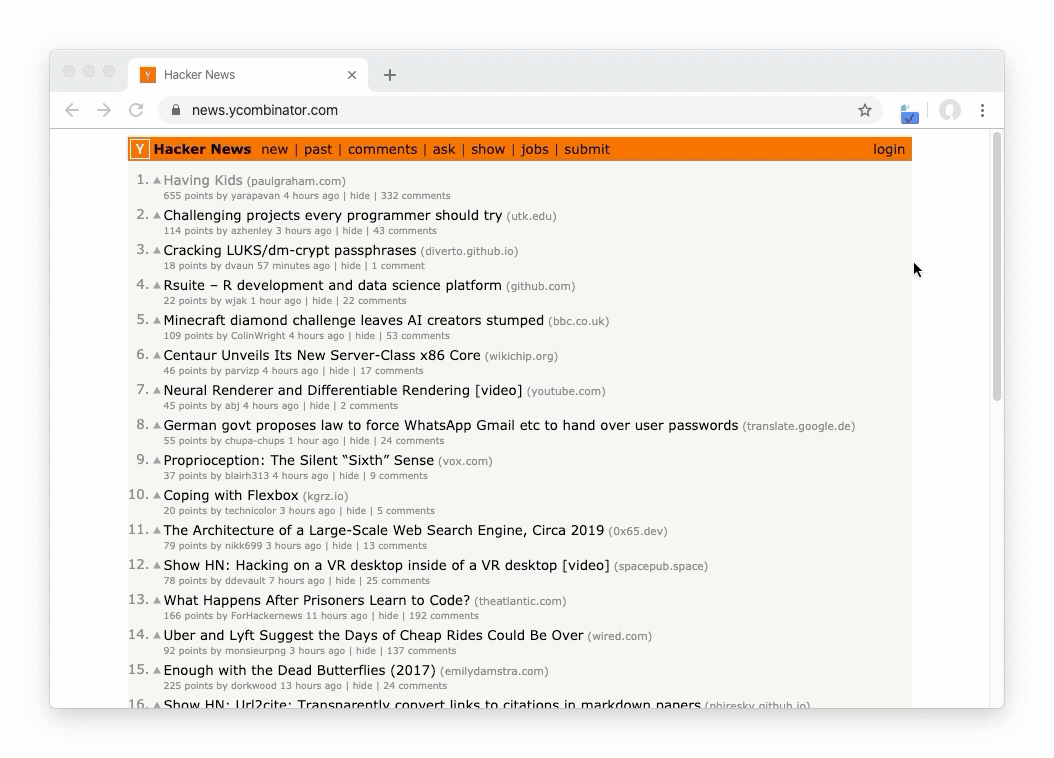 Hacker News
news.ycombinator.com
Y Hacker News new | past | comments | ask | show | jobs | submit login
1. Having Kids (paulgraham.com)
655 points by yarapavan 4 hours ago | hide | 332 comments
2. Challenging projects every programmer should try (utk.edu)
114 points by azhenley 3 hours ago | hide | 43 comments
3. Cracking LUKS/dm-crypt passphrases (diverto.github.io)
18 points by dvaun 57 minutes ago | hide | 1 comment
4. Rsuite – R development and data science platform (github.com)
22 points by wjak 1 hour ago | hide | 22 comments
5. Minecraft diamond challenge leaves AI creators stumped (bbc.co.uk)
109 points by ColinWright 4 hours ago | hide | 53 comments
6. Centaur Unveils Its New Server-Class x86 Core (wikichip.org)
46 points by parvizp 4 hours ago | hide | 17 comments
7. Neural Renderer and Differentiable Rendering [video] (youtube.com)
45 points by abj 4 hours ago | hide | 2 comments
8. German govt proposes law to force WhatsApp Gmail etc to hand over user passwords (translate.google.de)
55 points by chupa-chups 1 hour ago | hide | 24 comments
9. Proprioception: The Silent “Sixth” Sense (vox.com)
37 points by blairh313 4 hours ago | hide | 9 comments
10. Coping with Flexbox (kgrz.io)
20 points by technicolor 3 hours ago | hide | 5 comments
11. The Architecture of a Large-Scale Web Search Engine, Circa 2019 (0x65.dev)
79 points by nikk699 3 hours ago | hide | 13 comments
12. Show HN: Hacking on a VR desktop inside of a VR desktop [video] (spacepub.space)
78 points by ddevault 7 hours ago | hide | 25 comments
13. What Happens After Prisoners Learn to Code? (theatlantic.com)
166 points by ForHackernews 11 hours ago | hide | 192 comments
14. Uber and Lyft Suggest the Days of Cheap Rides Could Be Over (wired.com)
92 points by monsieurpng 3 hours ago | hide | 137 comments
15. Enough with the Dead Butterflies (2017) (emilydamstra.com)
225 points by dorkwood 13 hours ago | hide | 24 comments
16. Show HN: Url2cite: Transparently convert links to citations in markdown papers (phiresky.github.io)